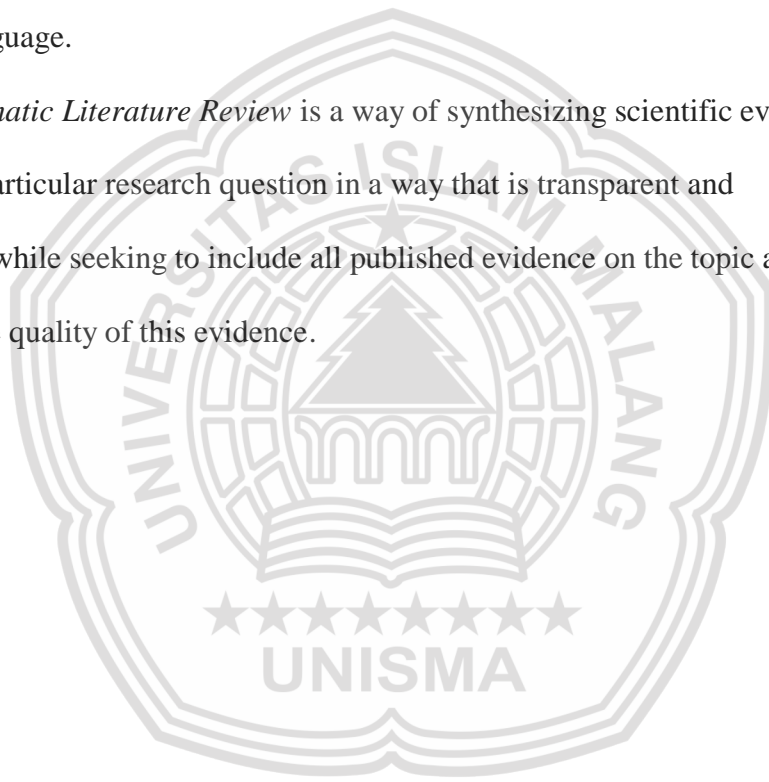 guage.
matic Literature Review is a way of synthesizing scientific ev
articular research question in a way that is transparent and
while seeking to include all published evidence on the topic a
quality of this evidence.
UNIVERSITAS ISLAM MALANG
UNISMA